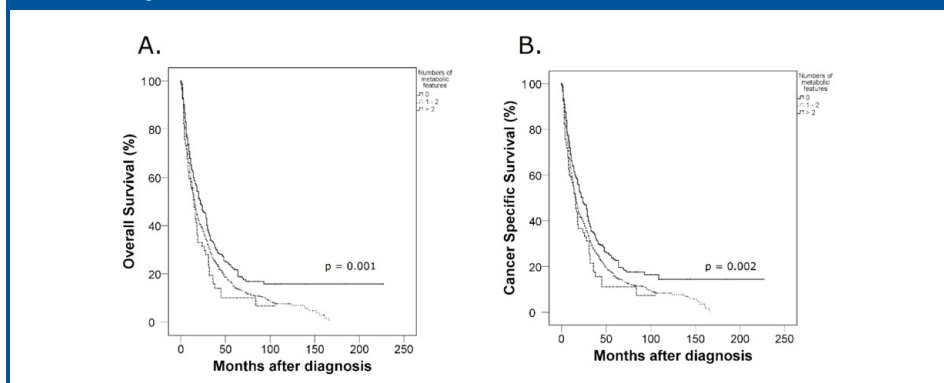 A.
Overall Survival (%)
100
80
60
40
20
0
0 50 100 150 200 250
Months after diagnosis
p = 0.001
Numbers of
metabolic
features
0
1 - 2
> 2
B.
Cancer Specific Survival (%)
100
80
60
40
20
0
0 50 100 150 200 250
Months after diagnosis
p = 0.002
Numbers of
metabolic
features
0
1 - 2
> 2